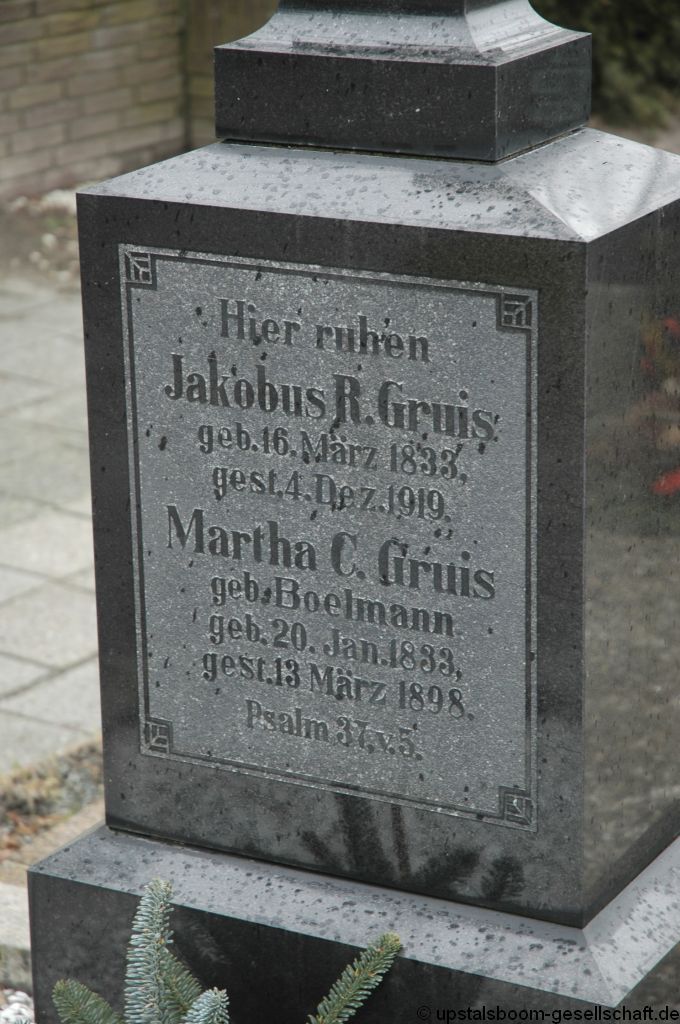 Hier ruhen
Jakobus R. Gruis
geb. 16. März 1833,
gest. 4. Dez. 1919.
Martha C. Gruis
geb. Boelmann
geb. 20. Jan. 1833,
gest. 13 März 1898.
Psalm 37, v. 5.
© upstalsboom-gesellschaft.de